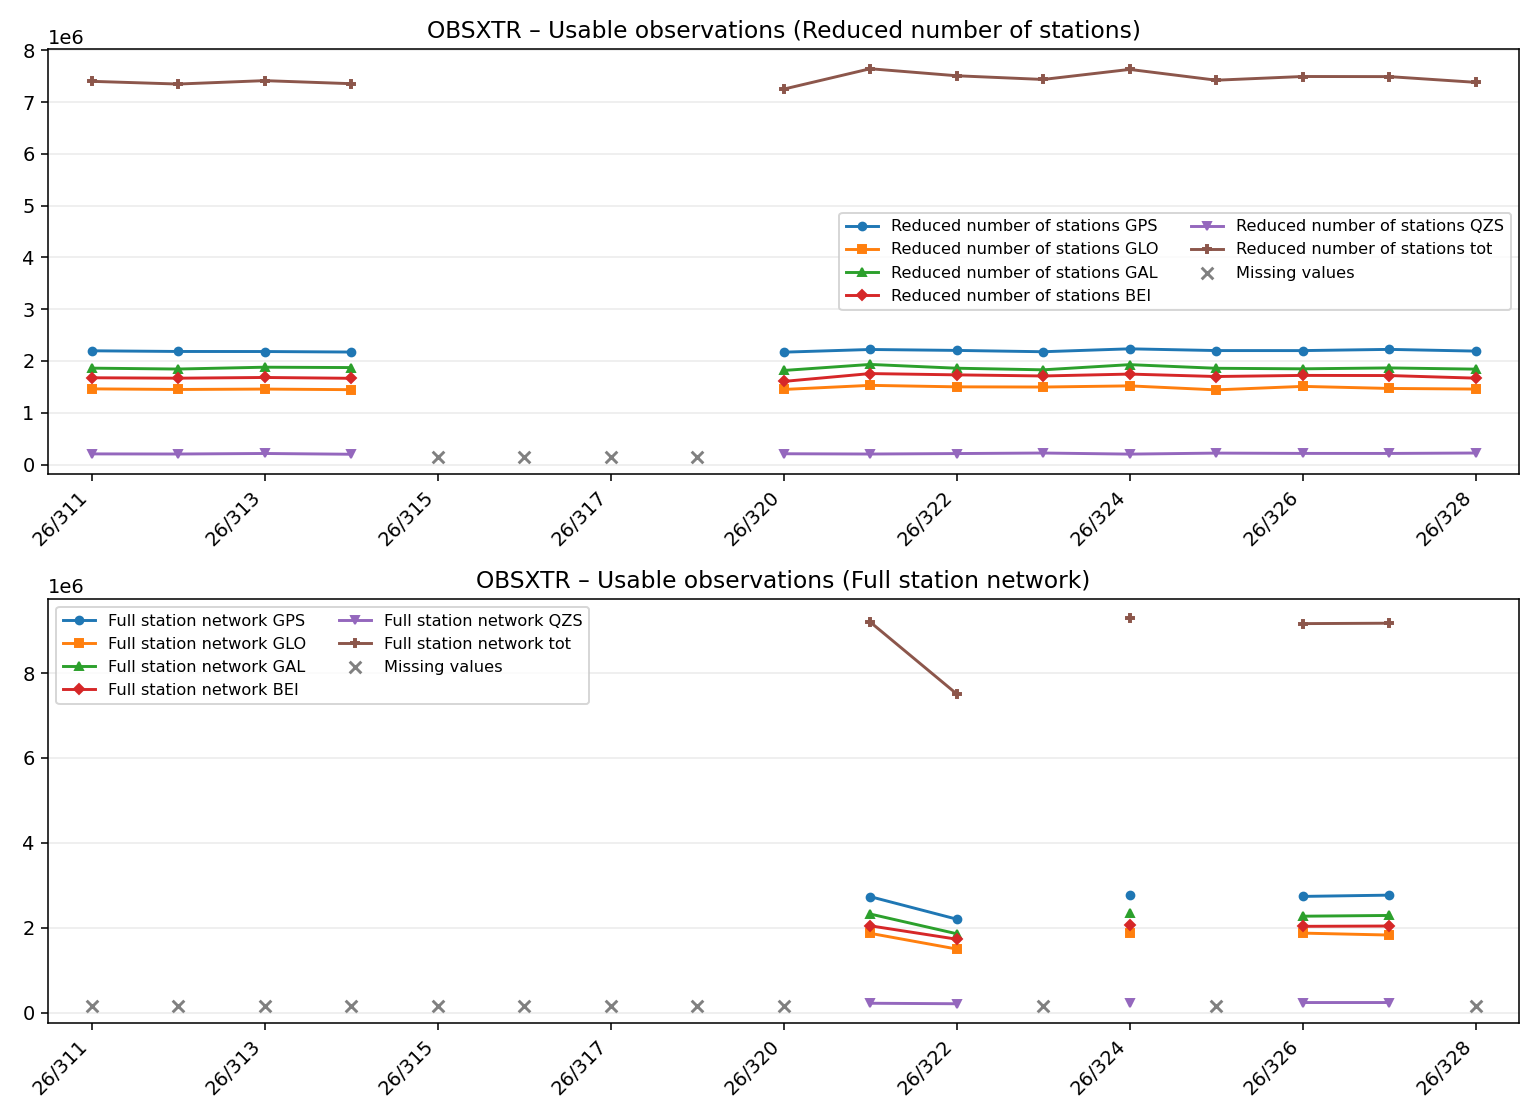 OBSXTR – Usable observations (Reduced number of stations)
1e6
8
7
6
5
4
3
2
1
0
Reduced number of stations GPS
Reduced number of stations GLO
Reduced number of stations GAL
Reduced number of stations BEI
Reduced number of stations QZS
Reduced number of stations tot
Missing values
26/311
26/313
26/315
26/317
26/320
26/322
26/324
26/326
26/328
OBSXTR – Usable observations (Full station network)
1e6
8
6
4
2
0
Full station network GPS
Full station network GLO
Full station network GAL
Full station network BEI
Full station network QZS
Full station network tot
Missing values
26/311
26/313
26/315
26/317
26/320
26/322
26/324
26/326
26/328